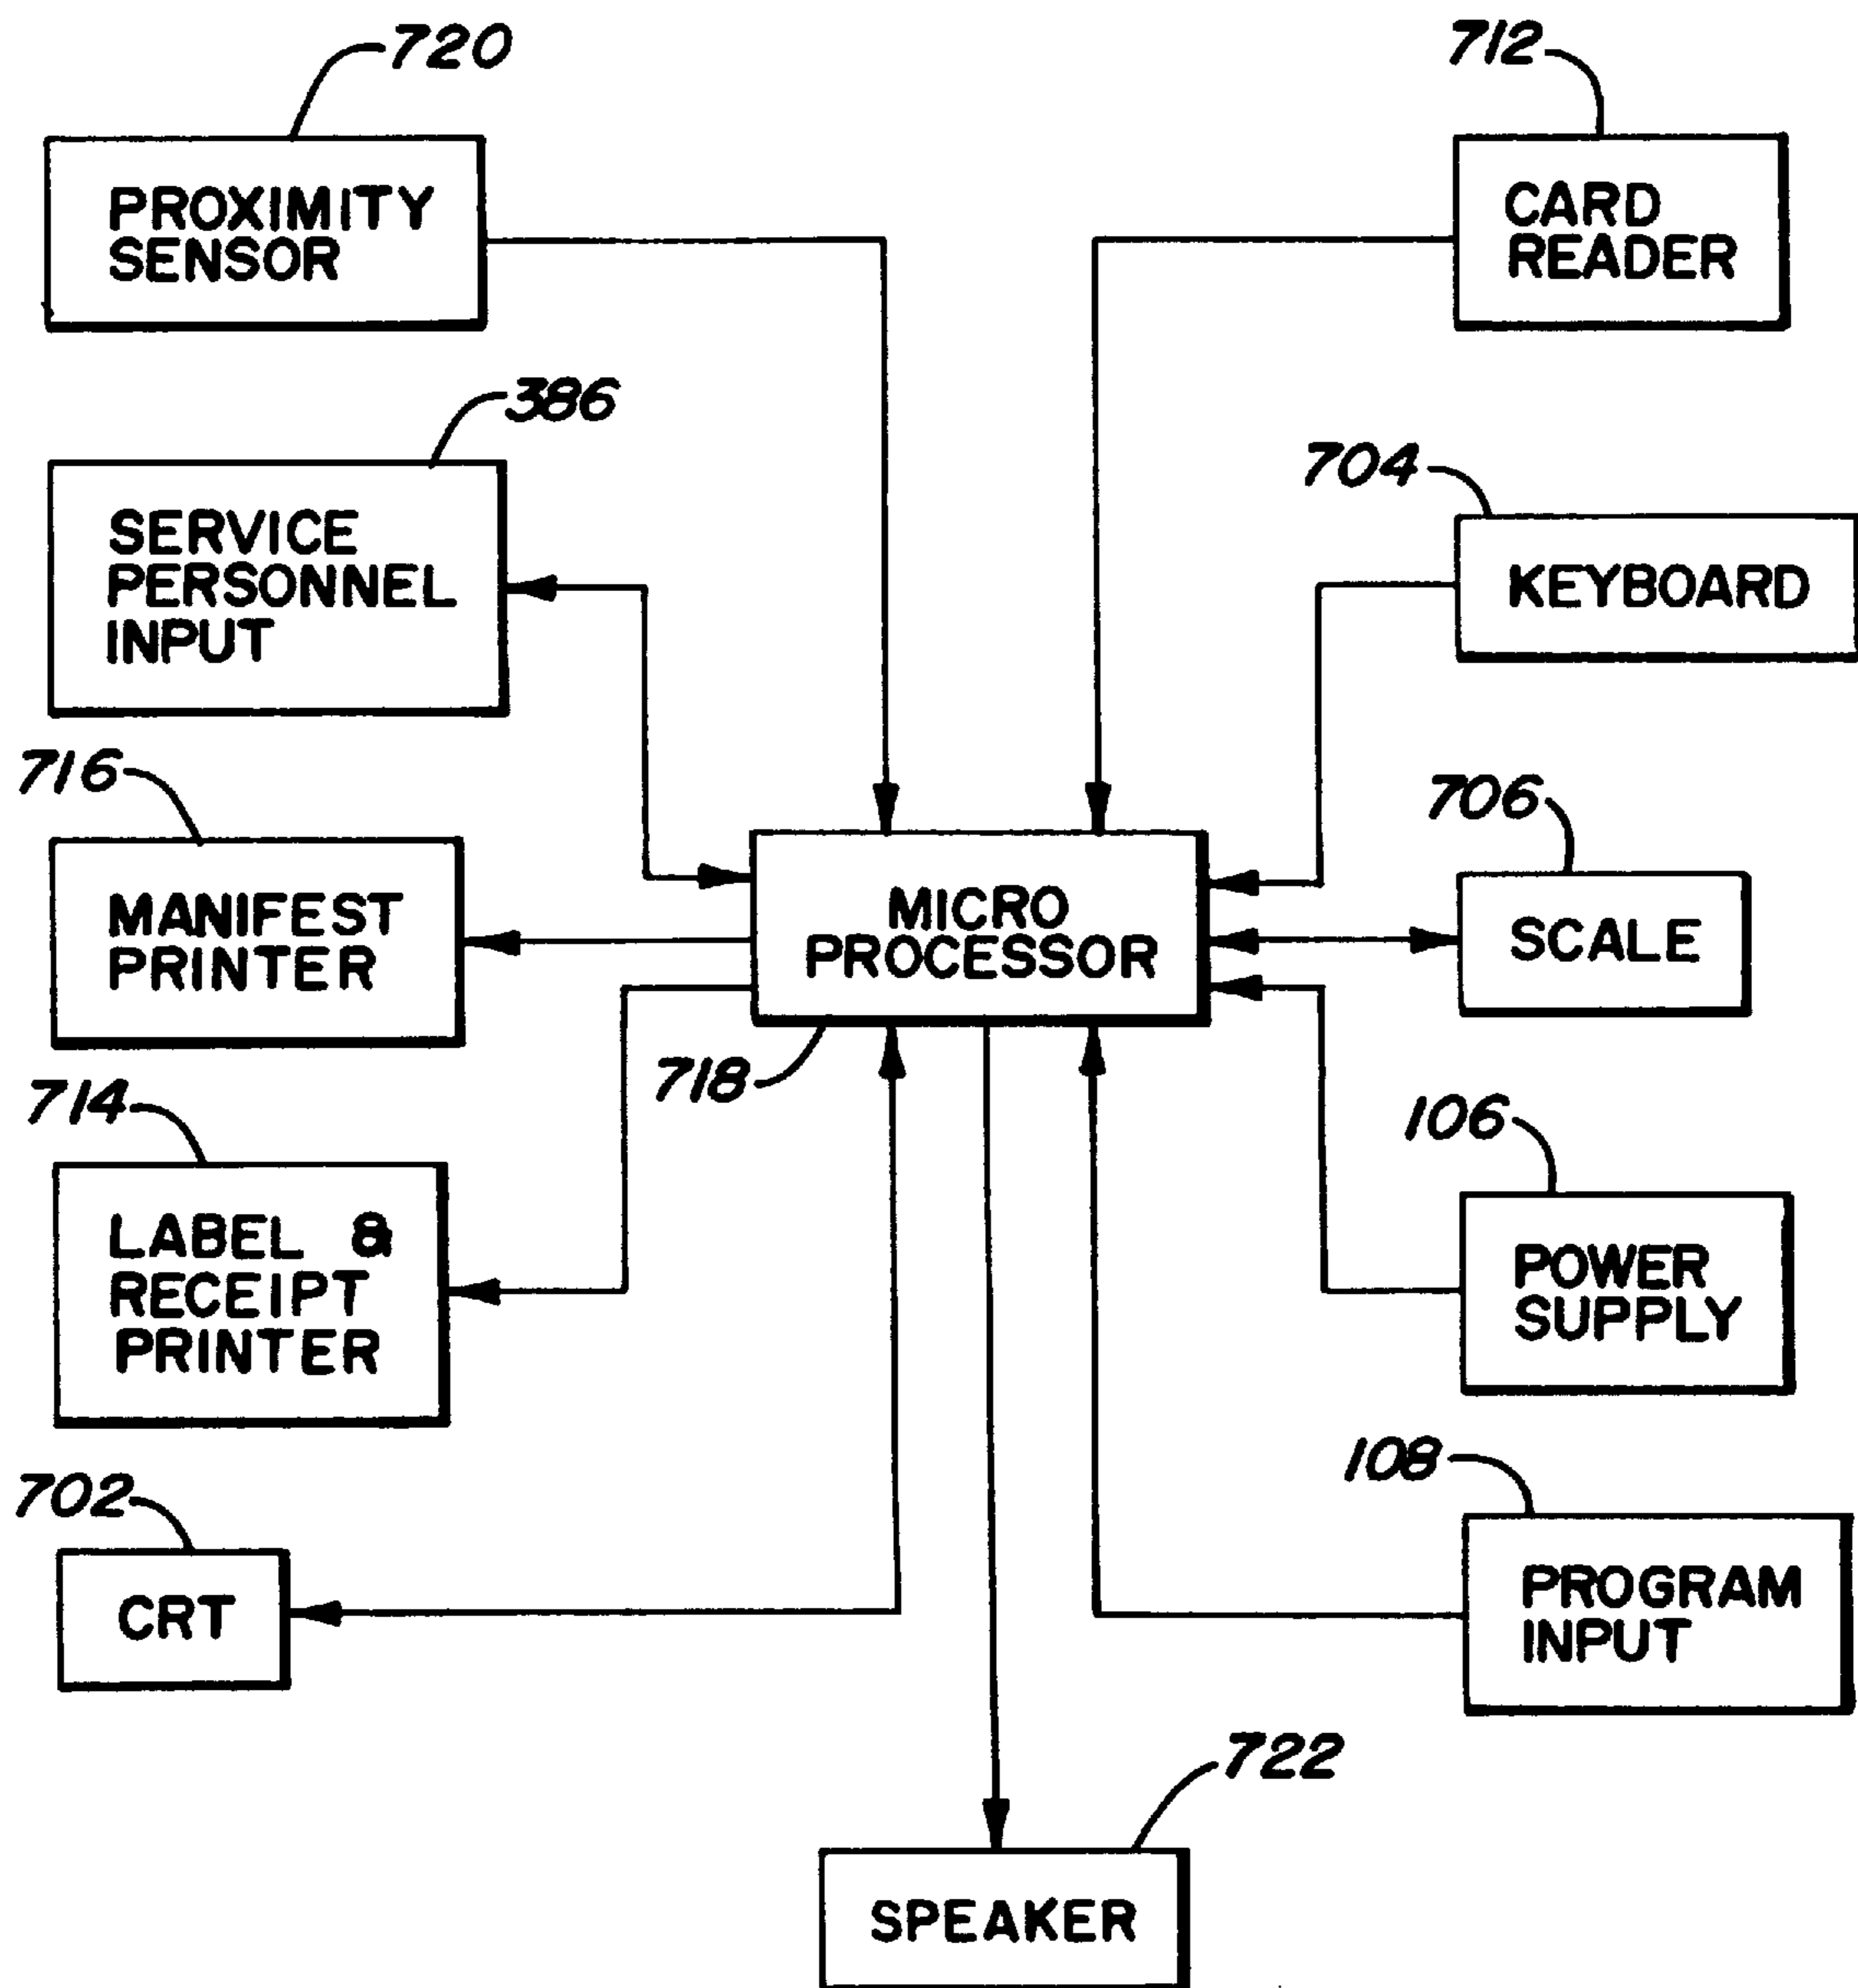 720
PROXIMITY
SENSOR
712
CARD
READER
386
SERVICE
PERSONNEL
INPUT
704
KEYBOARD
716
MANIFEST
PRINTER
MICRO
PROCESSOR
718
706
SCALE
714
LABEL &
RECEIPT
PRINTER
106
POWER
SUPPLY
702
CRT
108
PROGRAM
INPUT
722
SPEAKER